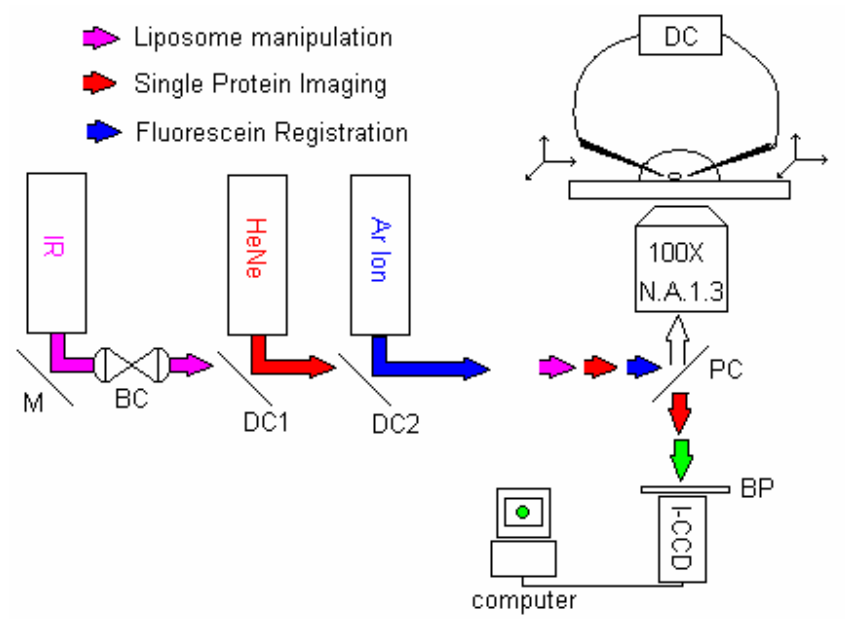 Liposome manipulation
Single Protein Imaging
Fluorescein Registration
DC
IR
HeNe
Ar Ion
100X
N.A.1.3
M
BC
DC1
DC2
PC
BP
I-CCD
computer